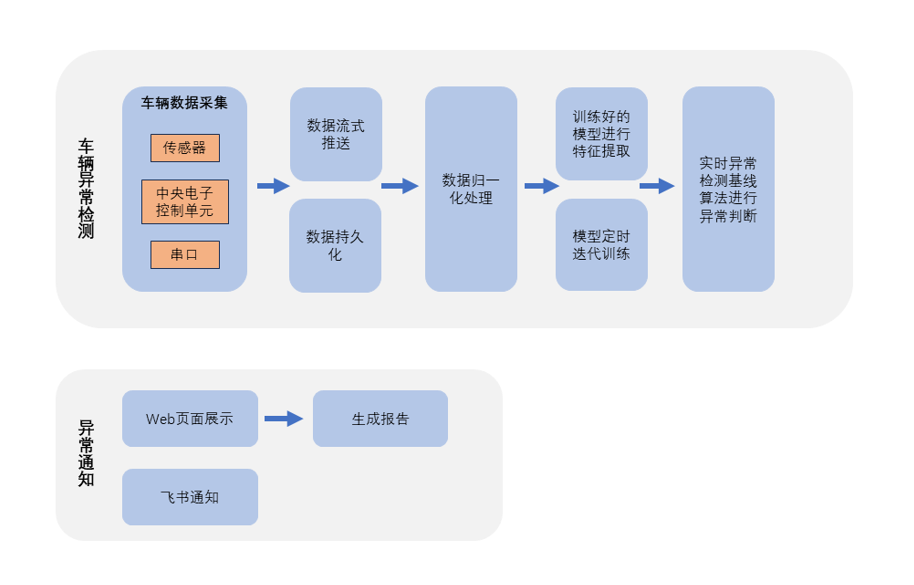 车辆异常检测
车辆数据采集
传感器
中央电子
控制单元
串口
数据流式
推送
数据持久
化
数据归一
化处理
训练好的
模型进行
特征提取
模型定时
迭代训练
实时异常
检测基线
算法进行
异常判断
异常通知
Web页面展示
生成报告
飞书通知